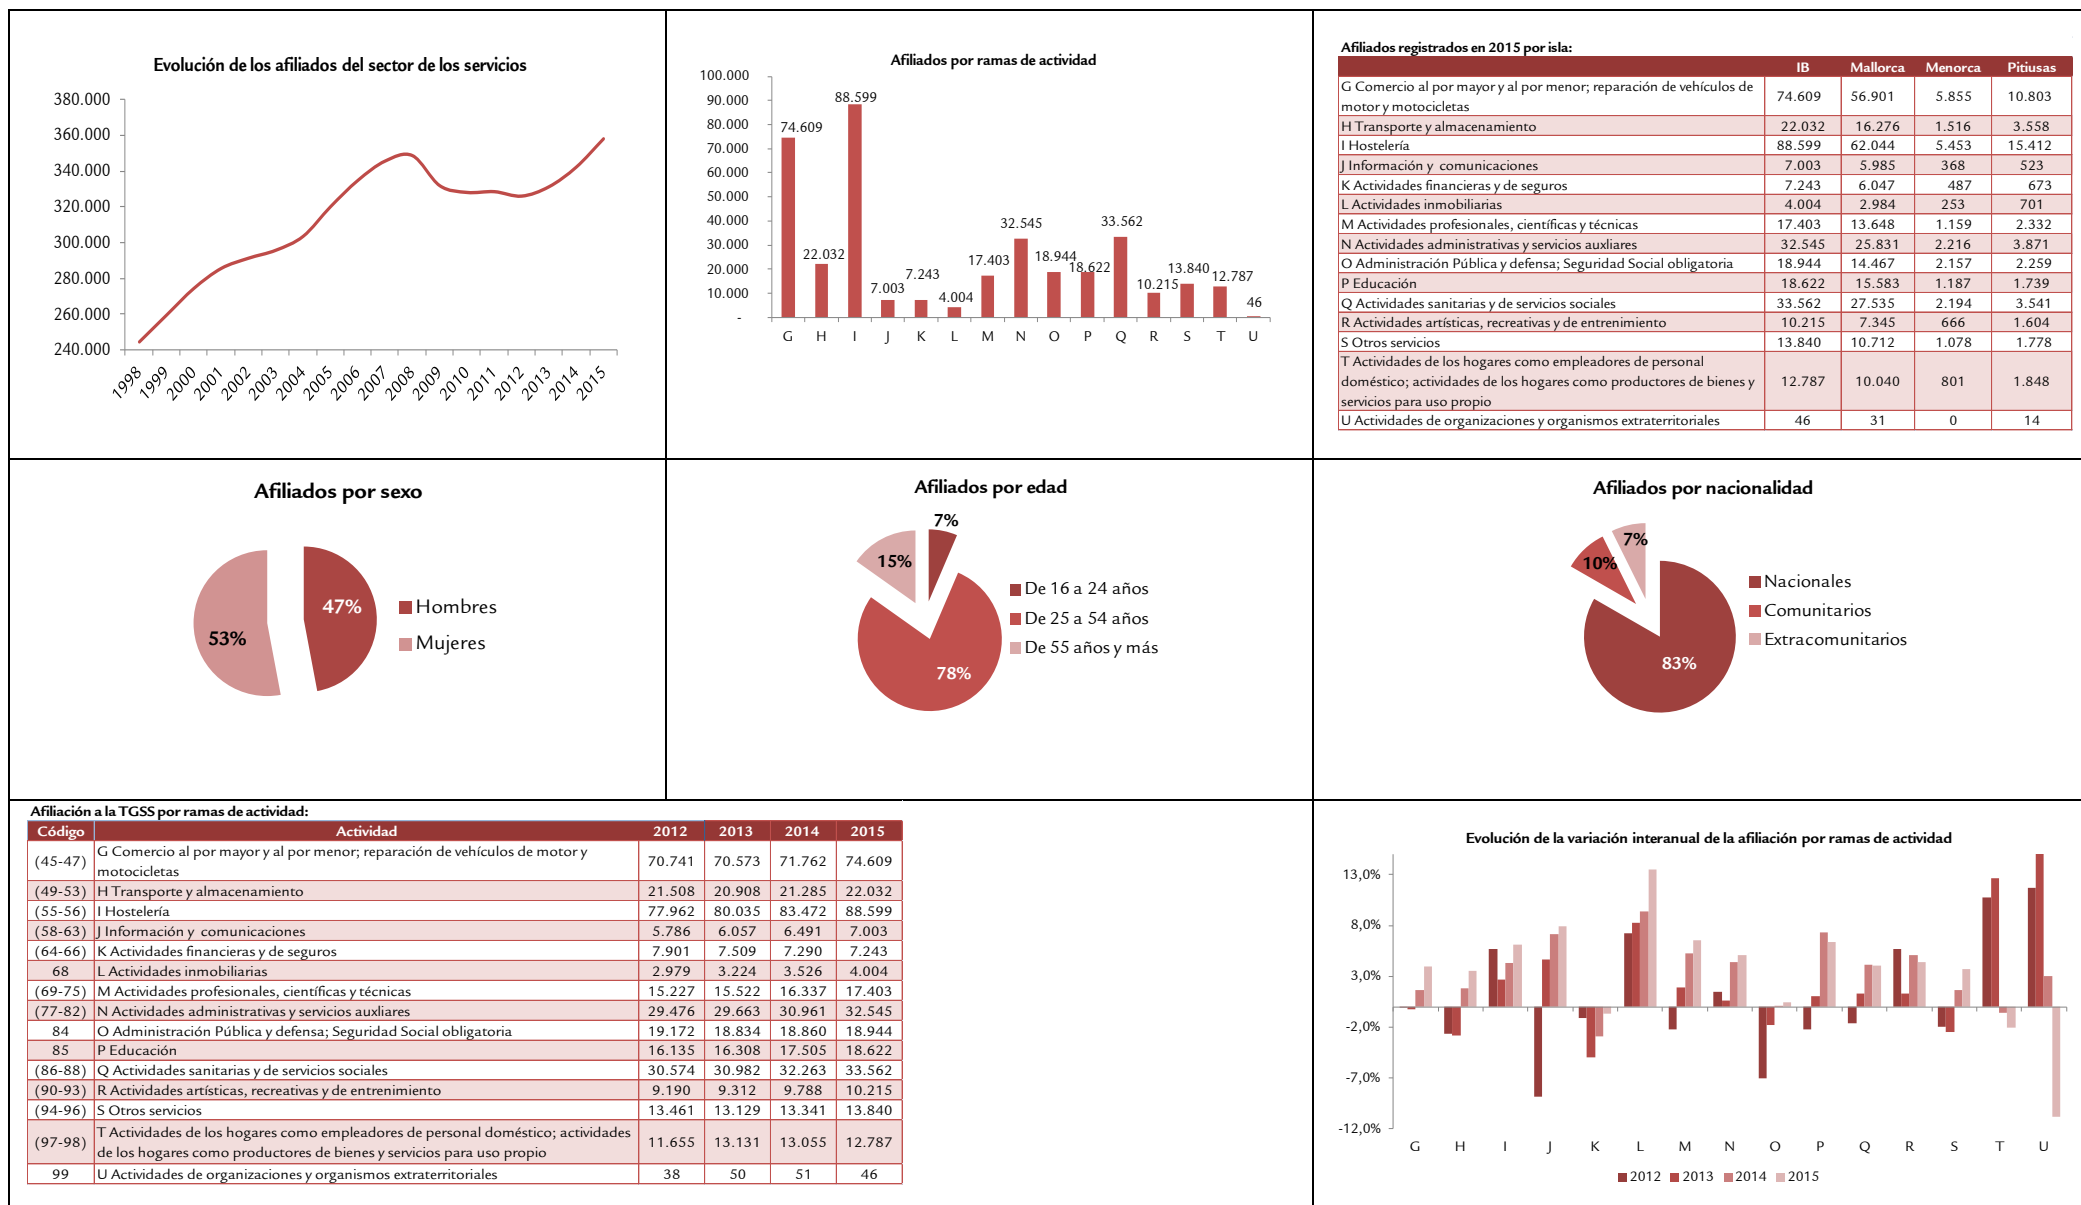 Evolución de los afiliados del sector de los servicios
380.000
360.000
340.000
320.000
300.000
280.000
260.000
240.000
1998 1999 2000 2001 2002 2003 2004 2005 2006 2007 2008 2009 2010 2011 2012 2013 2014 2015
Afiliados por ramas de actividad
100.000
90.000
80.000
70.000
60.000
50.000
40.000
30.000
20.000
10.000
-
74.609 22.032 88.599 7.003 7.243 4.004 17.403 32.545 18.944 18.622 33.562 10.215 13.840 12.787 46
G H I J K L M N O P Q R S T U
Afiliados registrados en 2015 por isla:
IB Mallorca Menorca Pitiusas
G Comercio al por mayor y al por menor; reparación de vehículos de
motor y motocicletas 74.609 56.901 5.855 10.803
H Transporte y almacenamiento 22.032 16.276 1.516 3.558
I Hostelería 88.599 62.044 5.453 15.412
J Información y comunicaciones 7.003 5.985 368 523
K Actividades financieras y de seguros 7.243 6.047 487 673
L Actividades inmobiliarias 4.004 2.984 253 701
M Actividades profesionales, científicas y técnicas 17.403 13.648 1.159 2.332
N Actividades administrativas y servicios auxliares 32.545 25.831 2.216 3.871
O Administración Pública y defensa; Seguridad Social obligatoria 18.944 14.467 2.157 2.259
P Educación 18.622 15.583 1.187 1.739
Q Actividades sanitarias y de servicios sociales 33.562 27.535 2.194 3.541
R Actividades artísticas, recreativas y de entrenimiento 10.215 7.345 666 1.604
S Otros servicios 13.840 10.712 1.078 1.778
T Actividades de los hogares como empleadores de personal
doméstico; actividades de los hogares como productores de bienes y 12.787 10.040 801 1.848
servicios para uso propio
U Actividades de organizaciones y organismos extraterritoriales 46 31 0 14
Afiliados por sexo
47%
53%
Hombres
Mujeres
Afiliados por edad
7%
15%
78%
De 16 a 24 años
De 25 a 54 años
De 55 años y más
Afiliados por nacionalidad
7%
10%
83%
Nacionales
Comunitarios
Extracomunitarios
Afiliación a la TGSS por ramas de actividad:
Código Actividad 2012 2013 2014 2015
(45-47) G Comercio al por mayor y al por menor; reparación de vehículos de motor y
motocicletas 70.741 70.573 71.762 74.609
(49-53) H Transporte y almacenamiento 21.508 20.908 21.285 22.032
(55-56) I Hostelería 77.962 80.035 83.472 88.599
(58-63) J Información y comunicaciones 5.786 6.057 6.491 7.003
(64-66) K Actividades financieras y de seguros 7.901 7.509 7.290 7.243
68 L Actividades inmobiliarias 2.979 3.224 3.526 4.004
(69-75) M Actividades profesionales, científicas y técnicas 15.227 15.522 16.337 17.403
(77-82) N Actividades administrativas y servicios auxliares 29.476 29.663 30.961 32.545
84 O Administración Pública y defensa; Seguridad Social obligatoria 19.172 18.834 18.860 18.944
85 P Educación 16.135 16.308 17.505 18.622
(86-88) Q Actividades sanitarias y de servicios sociales 30.574 30.982 32.263 33.562
(90-93) R Actividades artísticas, recreativas y de entrenimiento 9.190 9.312 9.788 10.215
(94-96) S Otros servicios 13.461 13.129 13.341 13.840
(97-98) T Actividades de los hogares como empleadores de personal doméstico; actividades
de los hogares como productores de bienes y servicios para uso propio 11.655 13.131 13.055 12.787
99 U Actividades de organizaciones y organismos extraterritoriales 38 50 51 46
Evolución de la variación interanual de la afiliación por ramas de actividad
13,0%
8,0%
3,0%
-2,0%
-7,0%
-12,0%
G H I J K L M N O P Q R S T U
2012 2013 2014 2015